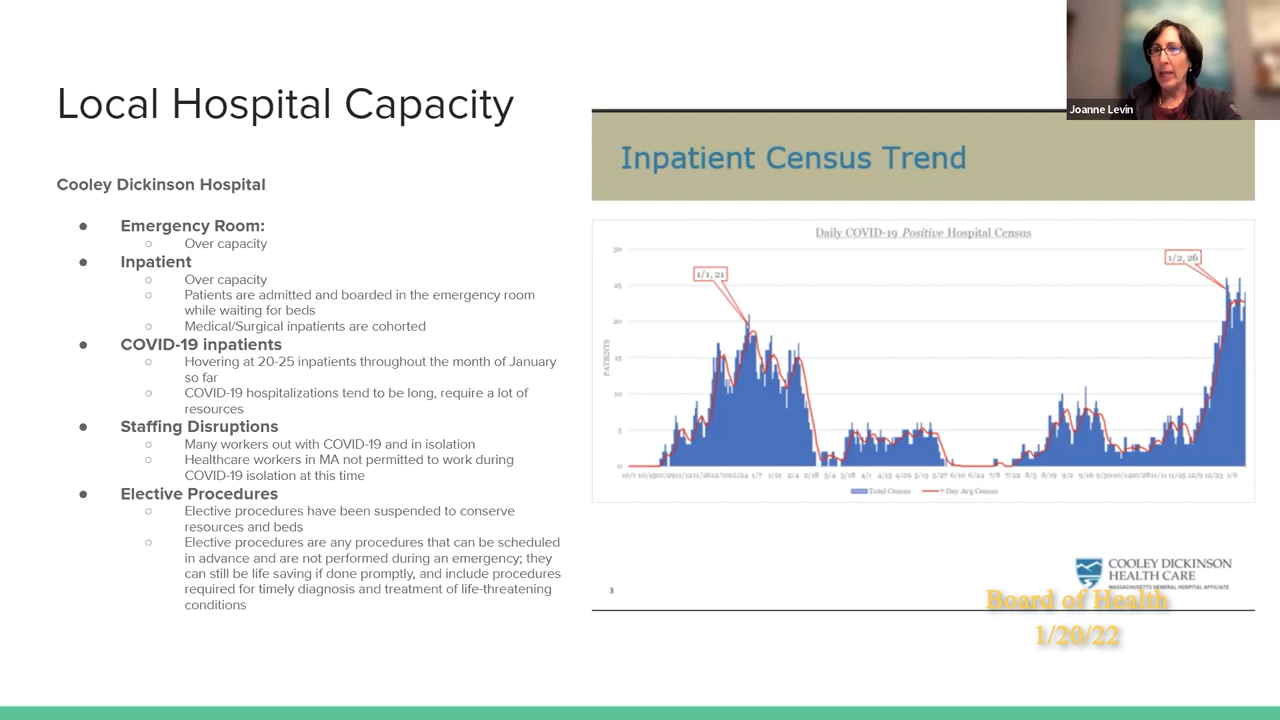 Joanne Levin
Local Hospital Capacity
Cooley Dickinson Hospital
● Emergency Room:
○ Over capacity
● Inpatient
○ Over capacity
○ Patients are admitted and boarded in the emergency room
while waiting for beds
○ Medical/Surgical inpatients are cohorted
● COVID-19 inpatients
○ Hovering at 20-25 inpatients throughout the month of January
so far
○ COVID-19 hospitalizations tend to be long, require a lot of
resources
● Staffing Disruptions
○ Many workers out with COVID-19 and in isolation
○ Healthcare workers in MA not permitted to work during
COVID-19 isolation at this time
● Elective Procedures
○ Elective procedures have been suspended to conserve
resources and beds
○ Elective procedures are any procedures that can be scheduled
in advance and are not performed during an emergency; they
can still be life saving if done promptly, and include procedures
required for timely diagnosis and treatment of life-threatening
conditions
Inpatient Census Trend
Daily COVID-19 Positive Hospital Census
1/1, 21
1/2, 26
PATIENTS
30
25
20
15
10
5
0
Total Census
7-Day Avg Census
3
COOLEY DICKINSON
HEALTH CARE
MASSACHUSETTS GENERAL HOSPITAL AFFILIATE
Board of Health
1/20/22